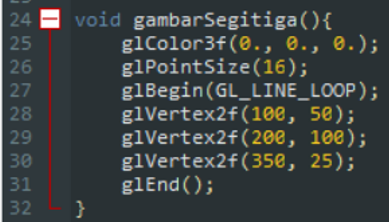 24 void gambarSegitiga(){
25 glColor3f(0., 0., 0.);
26 glPointSize(16);
27 glBegin(GL_LINE_LOOP);
28 glVertex2f(100, 50);
29 glVertex2f(200, 100);
30 glVertex2f(350, 25);
31 glEnd();
32 }